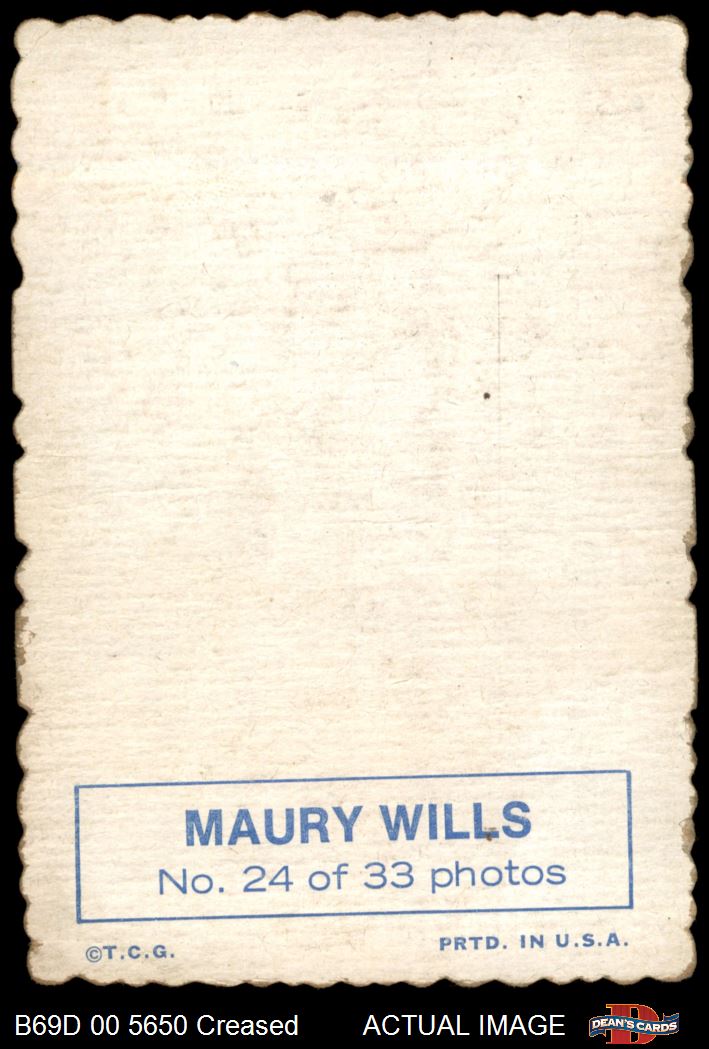 MAURY WILLS
No. 24 of 33 photos
©T.C.G.
PRTD. IN U.S.A.
B69D 00 5650 Creased
ACTUAL IMAGE
DEAN'S CARDS